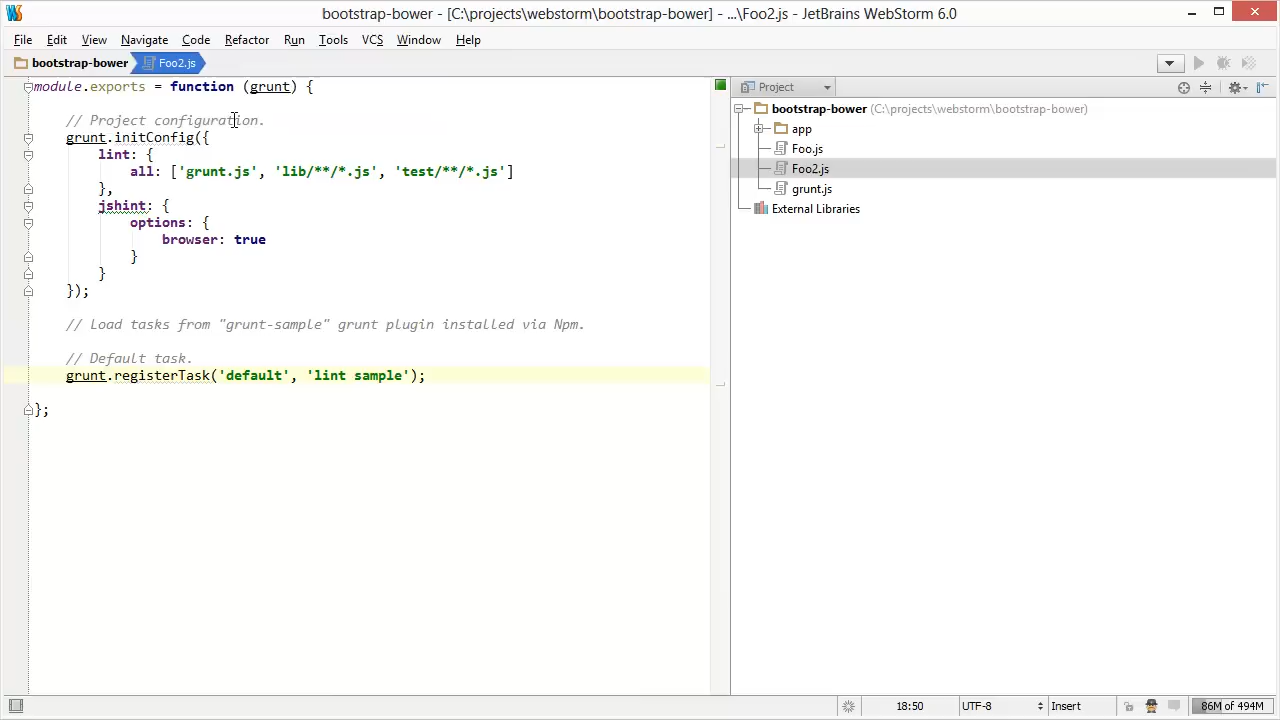 bootstrap-bower - [C:\projects\webstorm\bootstrap-bower] - ...\Foo2.js - JetBrains WebStorm 6.0
File Edit View Navigate Code Refactor Run Tools VCS Window Help
bootstrap-bower Foo2.js
module.exports = function (grunt) {
// Project configuration.
grunt.initConfig({
lint: {
all: ['grunt.js', 'lib/**/*.js', 'test/**/*.js']
},
jshint: {
options: {
browser: true
}
}
});
// Load tasks from "grunt-sample" grunt plugin installed via Npm.
// Default task.
grunt.registerTask('default', 'lint sample');
};
Project
bootstrap-bower (C:\projects\webstorm\bootstrap-bower)
app
Foo.js
Foo2.js
grunt.js
External Libraries
18:50 UTF-8 Insert 86M of 494M